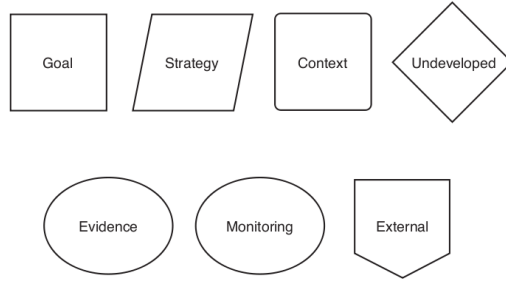 Goal
Strategy
Context
Undeveloped
Evidence
Monitoring
External